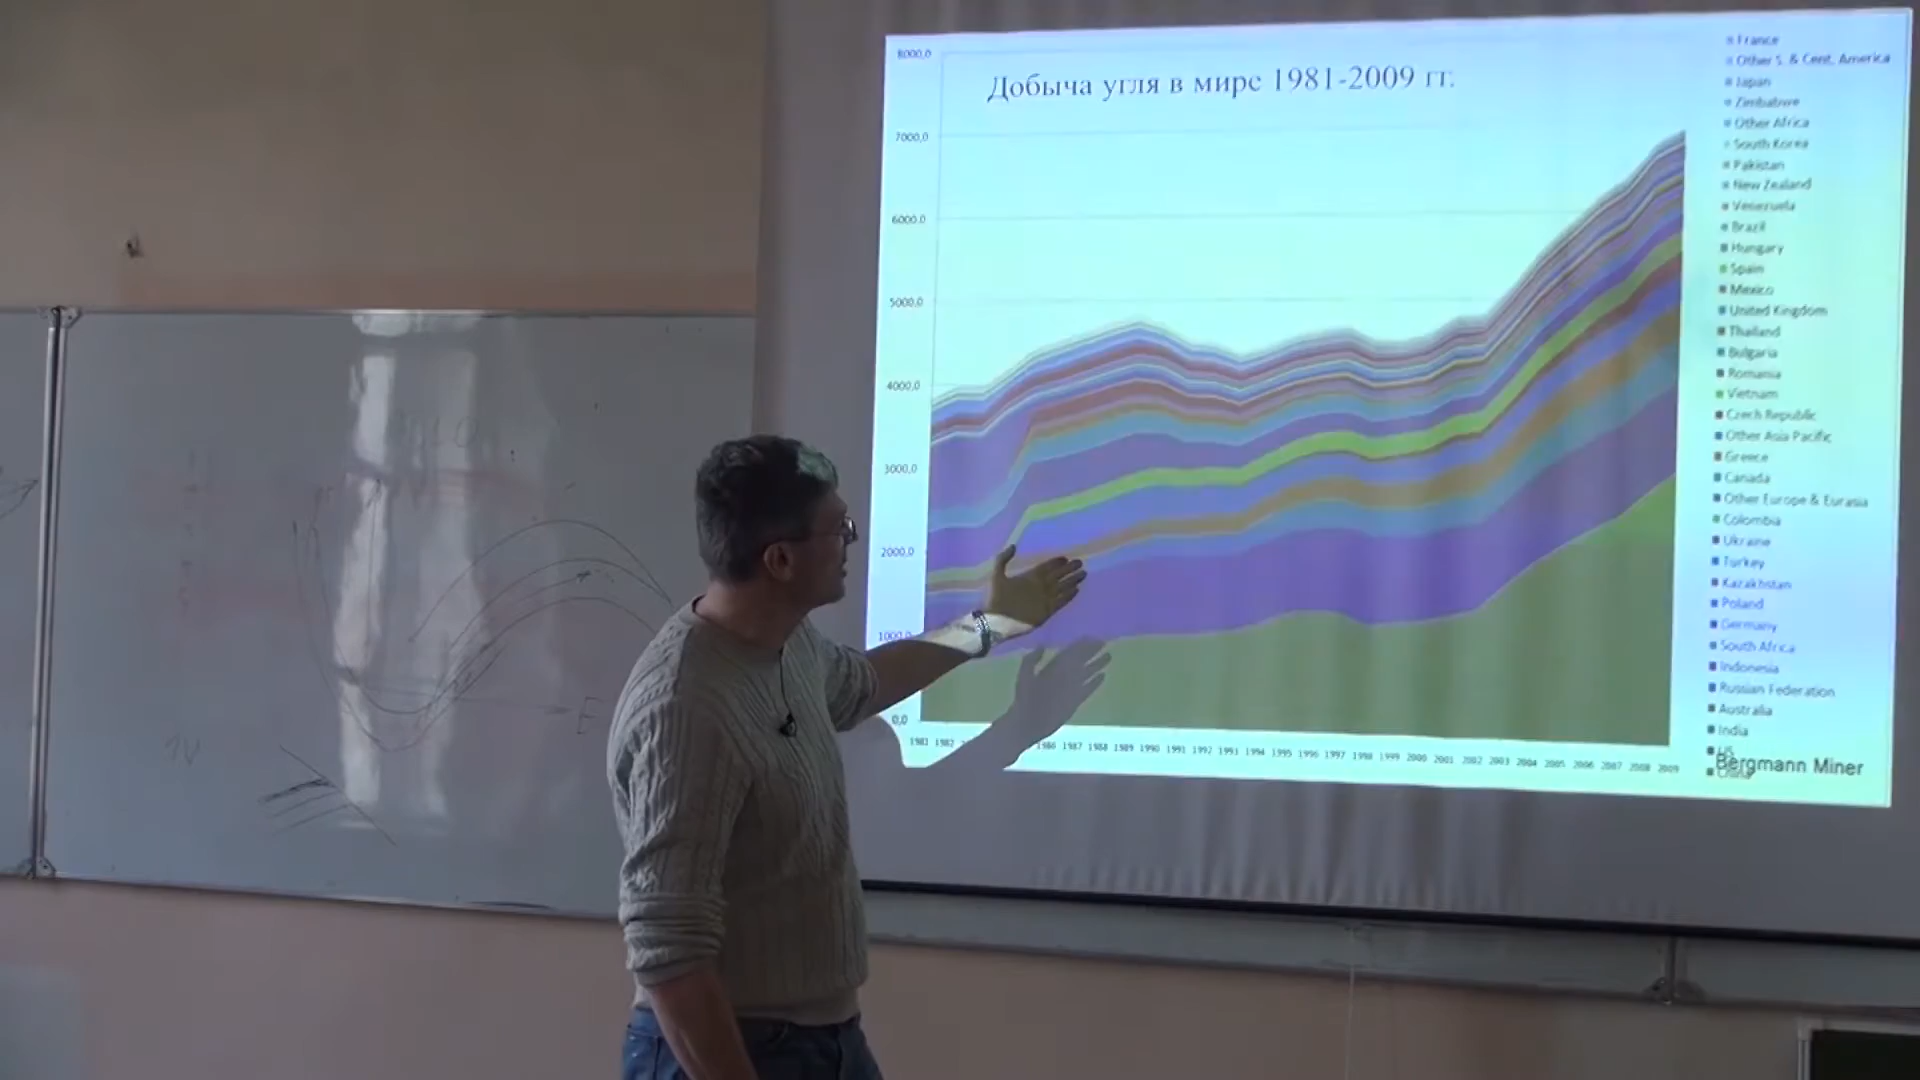 8000,0
7000,0
6000,0
5000,0
4000,0
3000,0
2000,0
1000,0
0,0
Добыча угля в мире 1981-2009 гг.
1981 1982 1986 1987 1988 1989 1990 1991 1992 1993 1994 1995 1996 1997 1998 1999 2000 2001 2002 2003 2004 2005 2006 2007 2008 2009
France
Other S. & Cent. America
Japan
Zimbabwe
Other Africa
South Korea
Pakistan
New Zealand
Venezuela
Brazil
Hungary
Spain
Mexico
United Kingdom
Thailand
Bulgaria
Romania
Vietnam
Czech Republic
Other Asia Pacific
Greece
Canada
Other Europe & Eurasia
Colombia
Ukraine
Turkey
Kazakhstan
Poland
Germany
South Africa
Indonesia
Russian Federation
Australia
India
US
China
Bergmann Miner
E